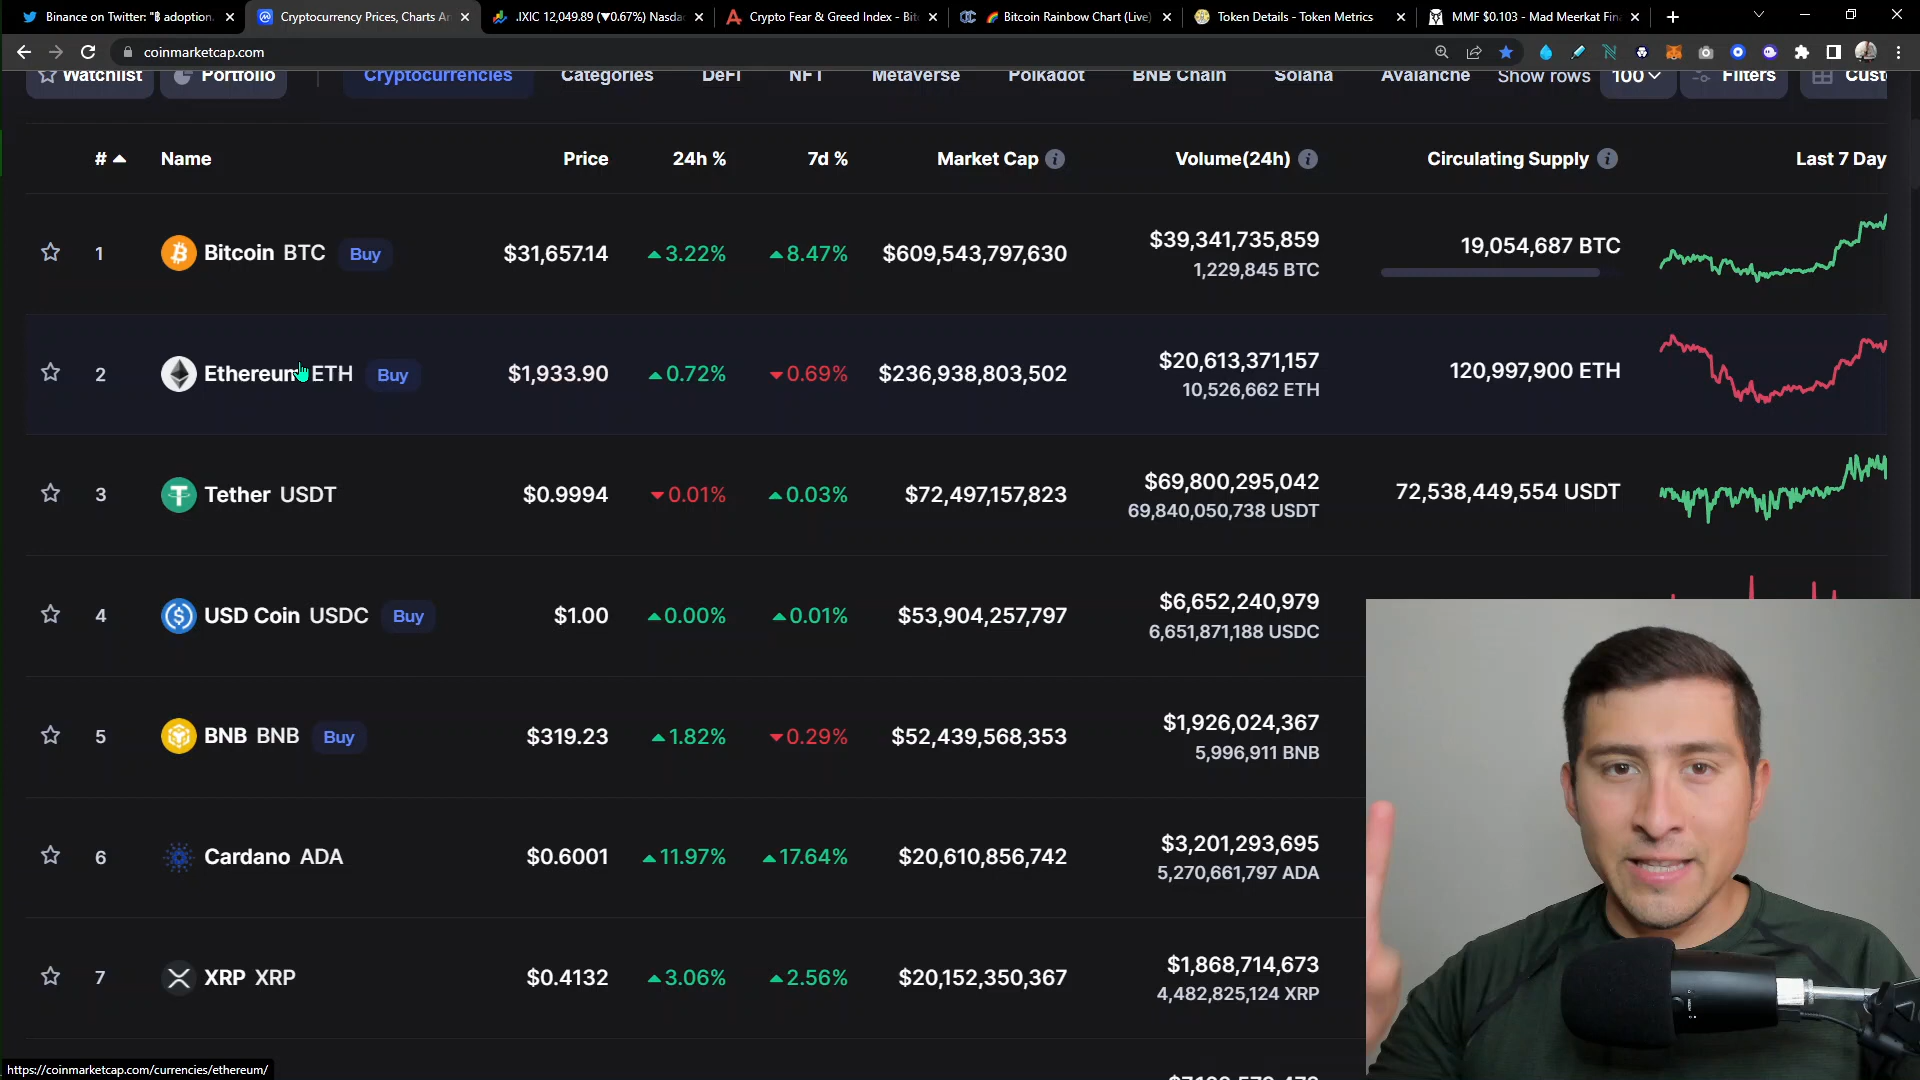 Binance on Twitter: "฿ adoption
Cryptocurrency Prices, Charts A
.IXIC 12,049.89 (▼0.67%) Nasda
Crypto Fear & Greed Index - Bit
Bitcoin Rainbow Chart (Live)
Token Details - Token Metrics
MMF $0.103 - Mad Meerkat Fin
coinmarketcap.com
Watchlist
Portfolio
Cryptocurrencies
Categories
DeFi
NFT
Metaverse
Polkadot
BNB Chain
Solana
Avalanche
Show rows
100
Filters
# Name Price 24h % 7d % Market Cap Volume(24h) Circulating Supply Last 7 Day
1 Bitcoin BTC Buy $31,657.14 3.22% 8.47% $609,543,797,630 $39,341,735,859 19,054,687 BTC
1,229,845 BTC
2 Ethereum ETH Buy $1,933.90 0.72% 0.69% $236,938,803,502 $20,613,371,157 120,997,900 ETH
10,526,662 ETH
3 Tether USDT $0.9994 0.01% 0.03% $72,497,157,823 $69,800,295,042 72,538,449,554 USDT
69,840,050,738 USDT
4 USD Coin USDC Buy $1.00 0.00% 0.01% $53,904,257,797 $6,652,240,979
6,651,871,188 USDC
5 BNB BNB Buy $319.23 1.82% 0.29% $52,439,568,353 $1,926,024,367
5,996,911 BNB
6 Cardano ADA $0.6001 11.97% 17.64% $20,610,856,742 $3,201,293,695
5,270,661,797 ADA
7 XRP XRP $0.4132 3.06% 2.56% $20,152,350,367 $1,868,714,673
4,482,825,124 XRP
https://coinmarketcap.com/currencies/ethereum/